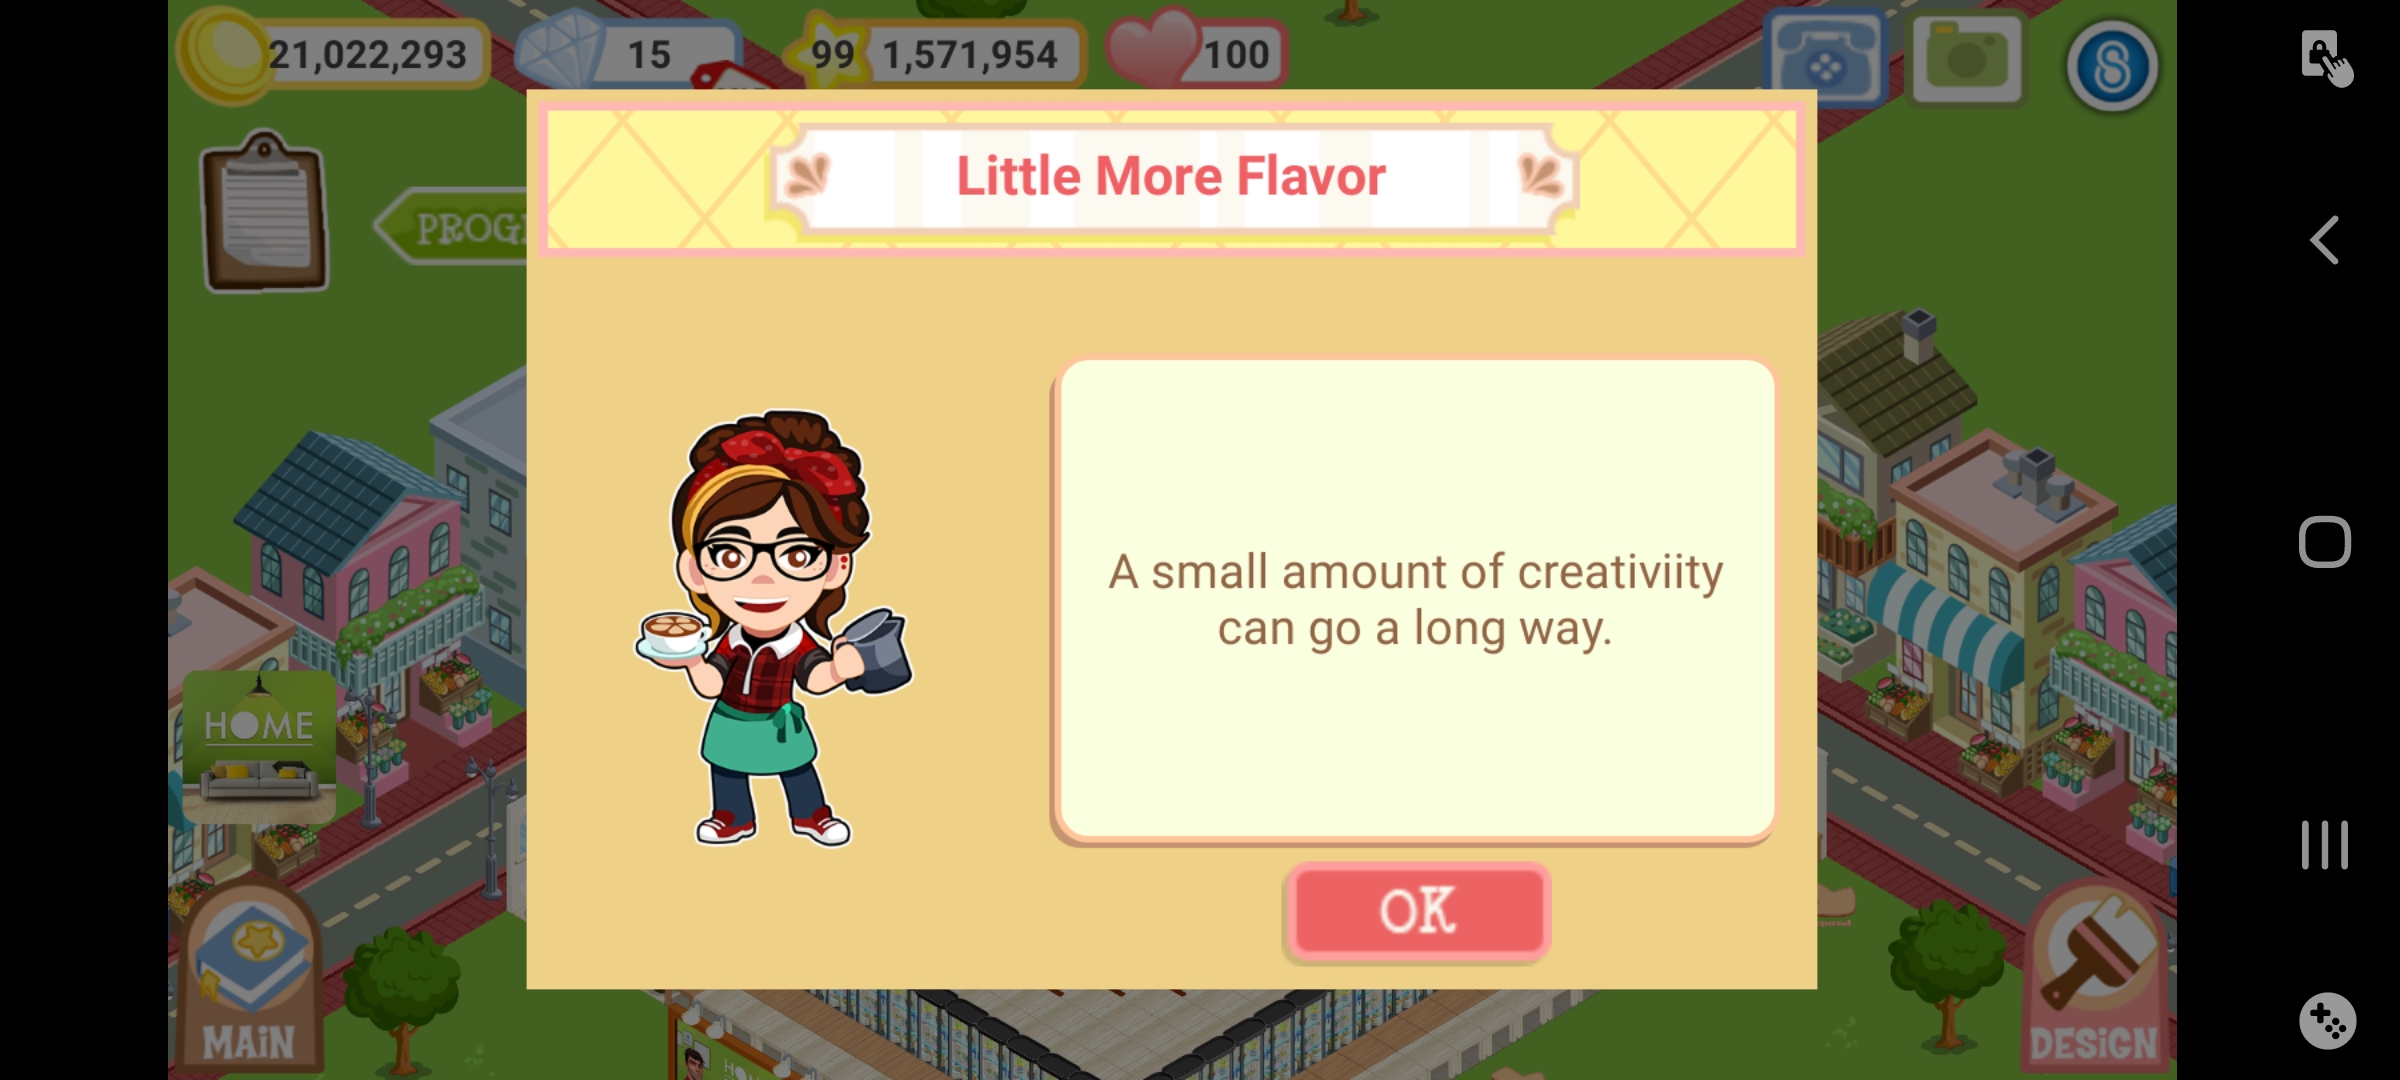 21,022,293
15
99 1,571,954
100
Little More Flavor
A small amount of creativiity
can go a long way.
OK
HOME
MAiN
DESiGN